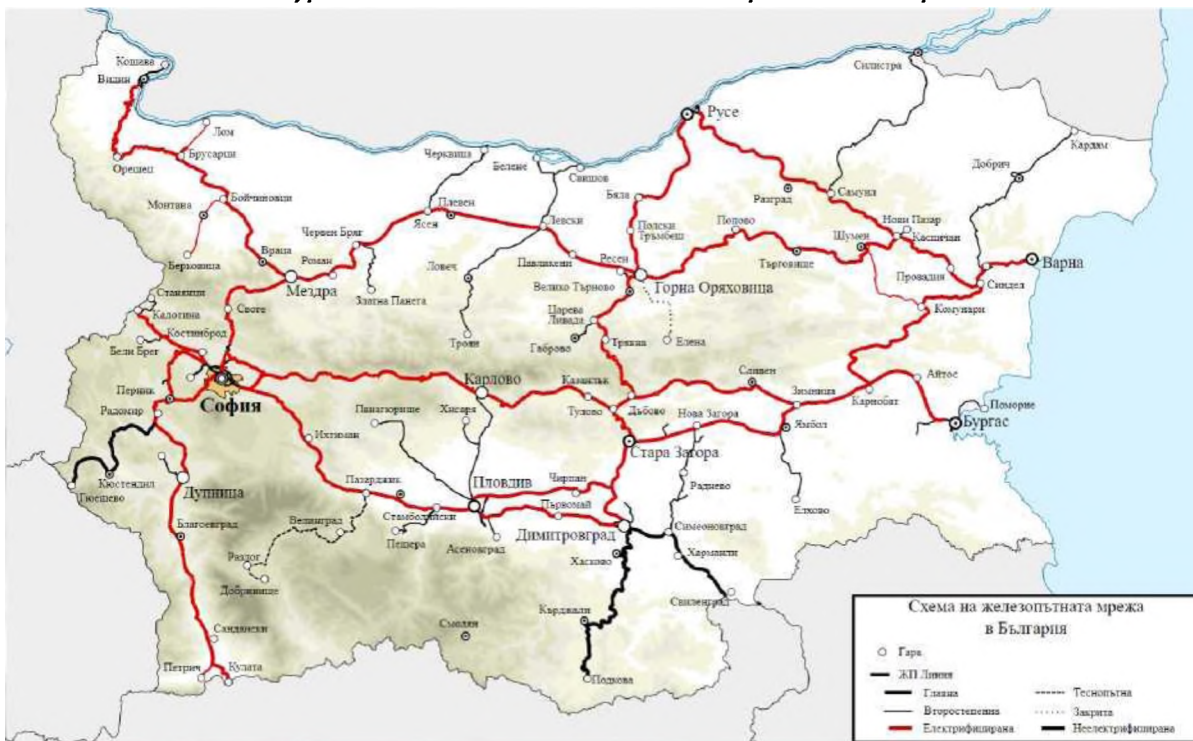 Кошава
Видин
Силистра
Русе
Лом
Орешец
Брусарци
Черквица
Белене
Свищов
Кардам
Добрич
Бойчиновци
Монтана
Плевен
Ясен
Бяла
Разград
Самуил
Левски
Полски
Тръмбеш
Попово
Нови Пазар
Шумен
Каспичан
Червен Бряг
Враца
Роман
Берковица
Мездра
Ловеч
Павликени
Ресен
Търговище
Провадия
Варна
Синдел
Златна Панега
Велико Търново
Горна Оряховица
Станянци
Калотина
Своге
Царева
Ливада
Комунари
Костинброд
Бели Брег
Троян
Габрово
Трявна
Елена
Перник
София
Карлово
Казанлък
Сливен
Зимница
Айтос
Радомир
Панагюрище
Хисаря
Тулово
Дъбово
Карнобат
Поморие
Нова Загора
Ямбол
Бургас
Ихтиман
Стара Загора
Кюстендил
Гюешево
Дупница
Пазарджик
Пловдив
Чирпан
Раднево
Елхово
Стамболийски
Първомай
Благоевград
Велинград
Пещера
Асеновград
Димитровград
Симеоновград
Разлог
Хасково
Харманли
Добринище
Свиленград
Сандански
Смолян
Кърджали
Петрич
Кулата
Подкова
Схема на железопътната мрежа
в България
Гара
ЖП Линия
Главна
Теснопътна
Второстепенна
Закрита
Електрифицирана
Неелектрифицирана